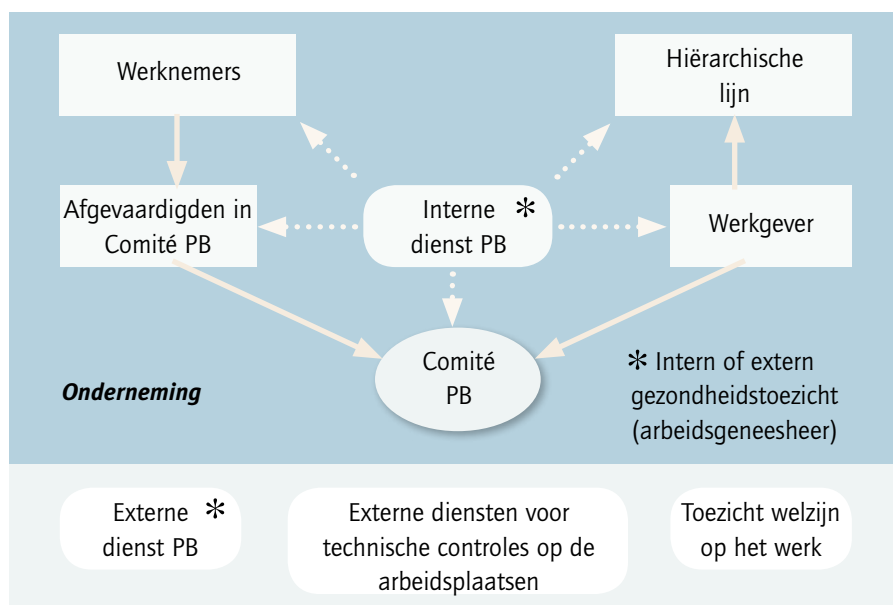 Werknemers
Hiërarchische
lijn
Afgevaardigden in
Comité PB
Interne *
dienst PB
Werkgever
Comité
PB
Onderneming
* Intern of extern
gezondheidstoezicht
(arbeidsgeneesheer)
Externe *
dienst PB
Externe diensten voor
technische controles op de
arbeidsplaatsen
Toezicht welzijn
op het werk